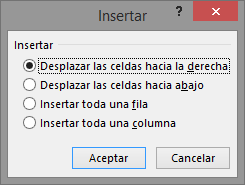 Insertar ?
Insertar
Desplazar las celdas hacia la derecha
Desplazar las celdas hacia abajo
Insertar toda una fila
Insertar toda una columna
Aceptar Cancelar